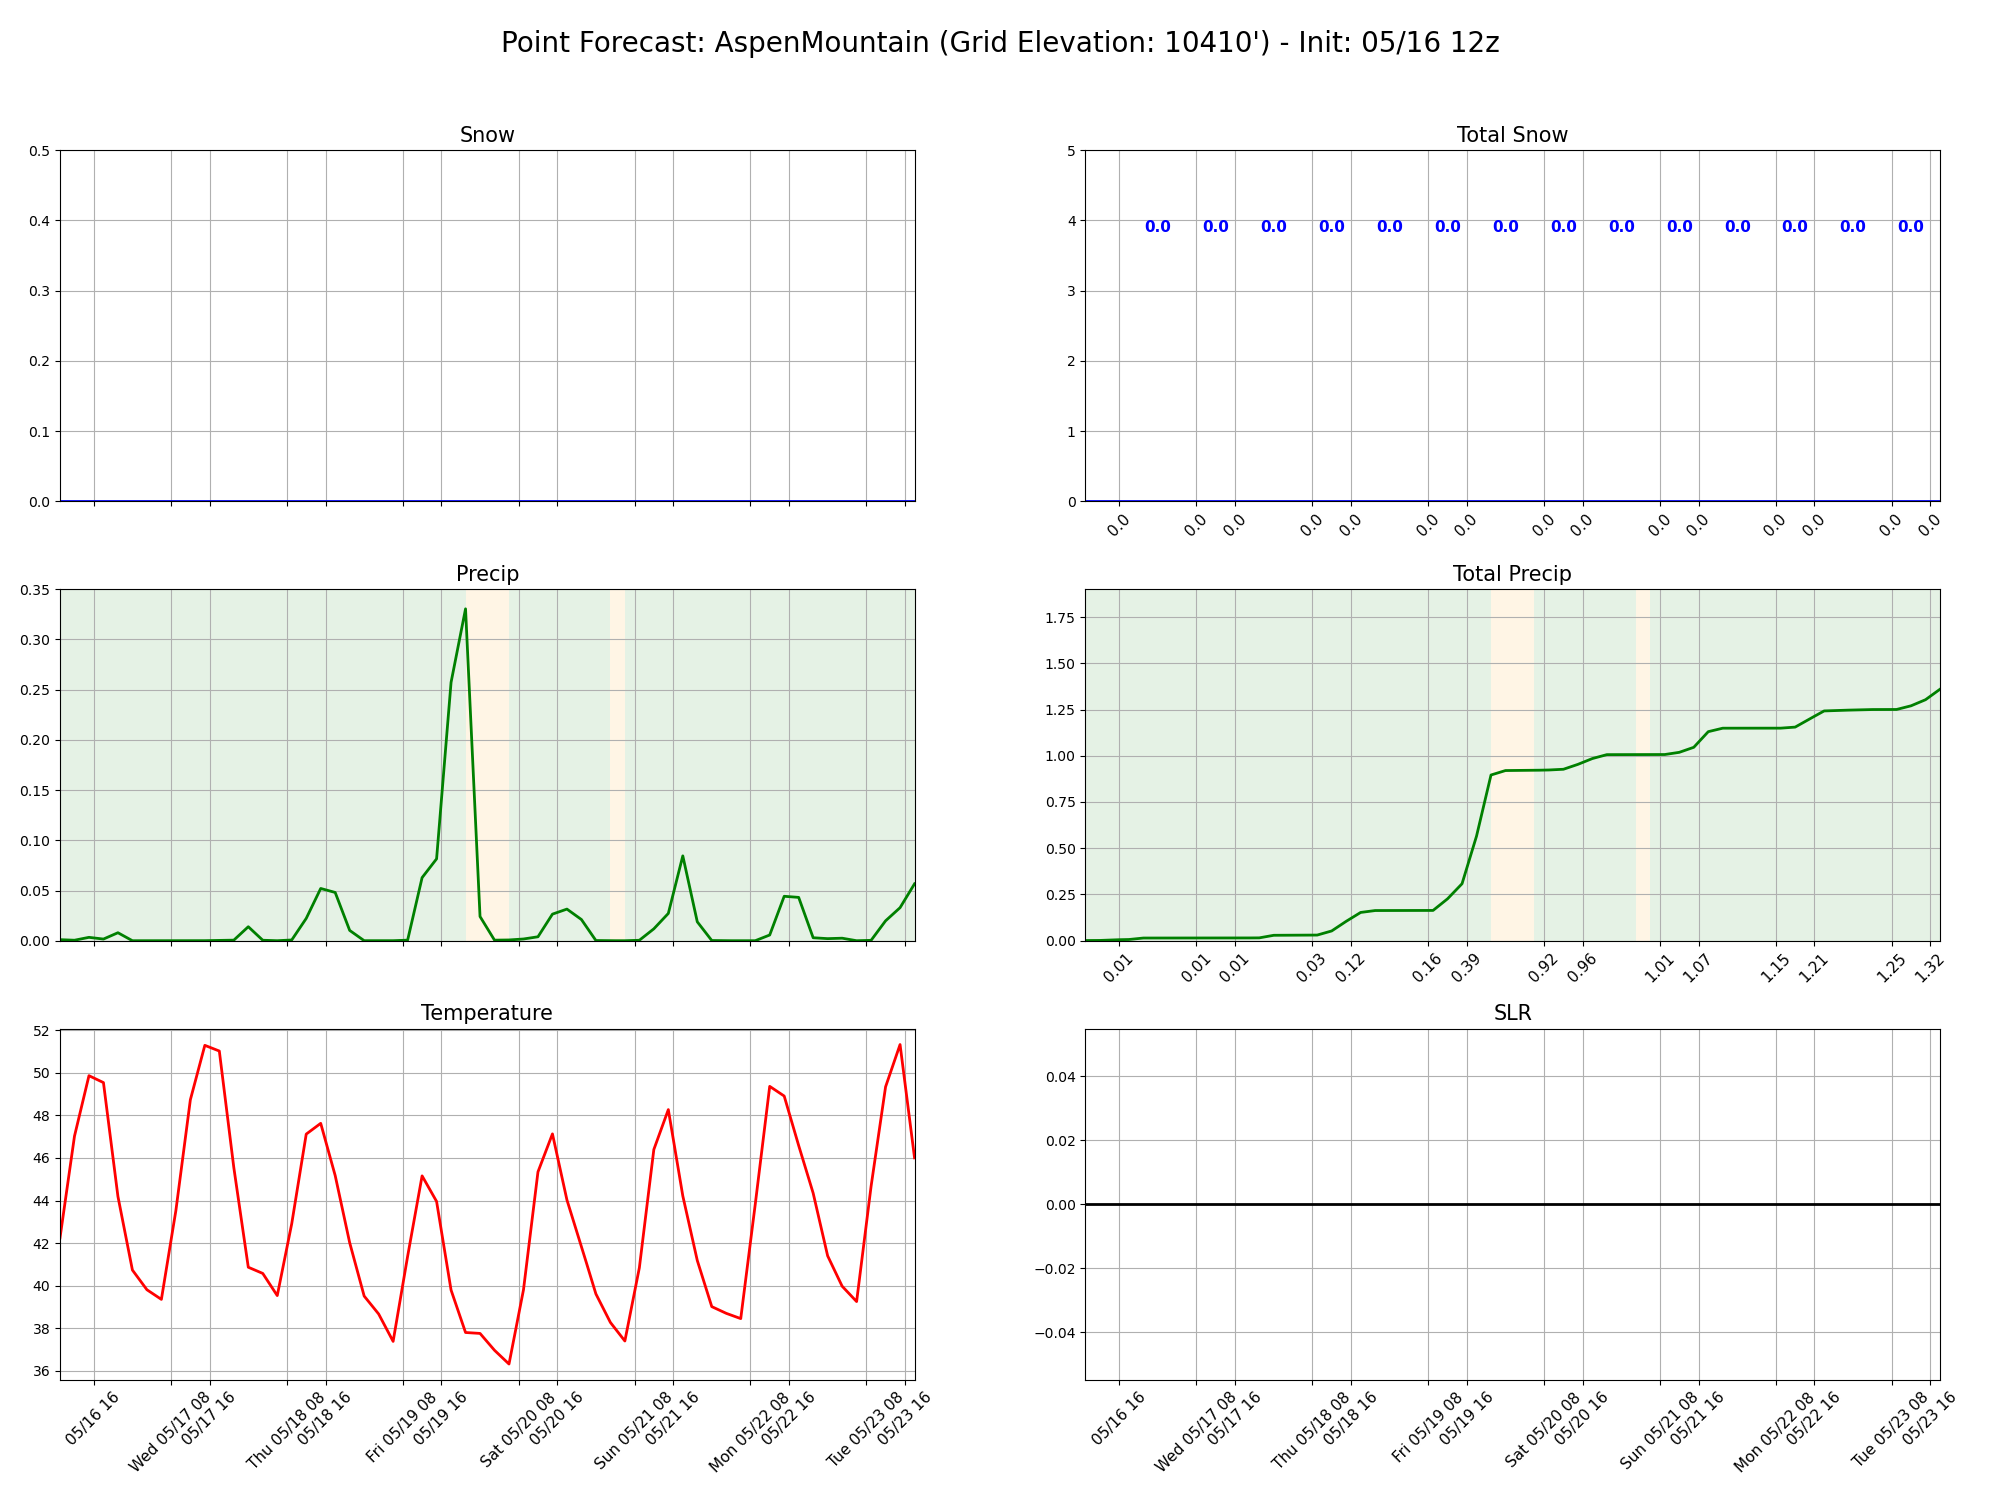 Point Forecast: AspenMountain (Grid Elevation: 10410') - Init: 05/16 12z
Snow
0.5
0.4
0.3
0.2
0.1
0.0
Total Snow
5
4
3
2
1
0
0.0 0.0 0.0 0.0 0.0 0.0 0.0 0.0 0.0 0.0 0.0 0.0 0.0 0.0
0.0 0.0 0.0 0.0 0.0 0.0 0.0 0.0 0.0 0.0 0.0 0.0 0.0 0.0 0.0
Precip
0.35
0.30
0.25
0.20
0.15
0.10
0.05
0.00
Total Precip
1.75
1.50
1.25
1.00
0.75
0.50
0.25
0.00
0.01 0.01 0.01 0.03 0.12 0.16 0.39 0.92 0.96 1.01 1.07 1.15 1.21 1.25 1.32
Temperature
52
50
48
46
44
42
40
38
36
05/16 16
Wed 05/17 08
05/17 16
Thu 05/18 08
05/18 16
Fri 05/19 08
05/19 16
Sat 05/20 08
05/20 16
Sun 05/21 08
05/21 16
Mon 05/22 08
05/22 16
Tue 05/23 08
05/23 16
SLR
0.04
0.02
0.00
−0.02
−0.04
05/16 16
Wed 05/17 08
05/17 16
Thu 05/18 08
05/18 16
Fri 05/19 08
05/19 16
Sat 05/20 08
05/20 16
Sun 05/21 08
05/21 16
Mon 05/22 08
05/22 16
Tue 05/23 08
05/23 16